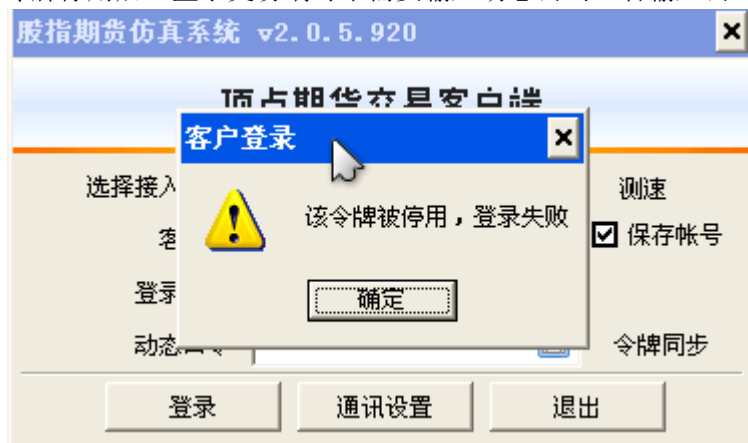 股指期货仿真系统 v2.0.5.920
顶点期货交易客户端
客户登录
选择接入
测速
该令牌被停用，登录失败
保存帐号
确定
登录
动态口令
令牌同步
登录
通讯设置
退出